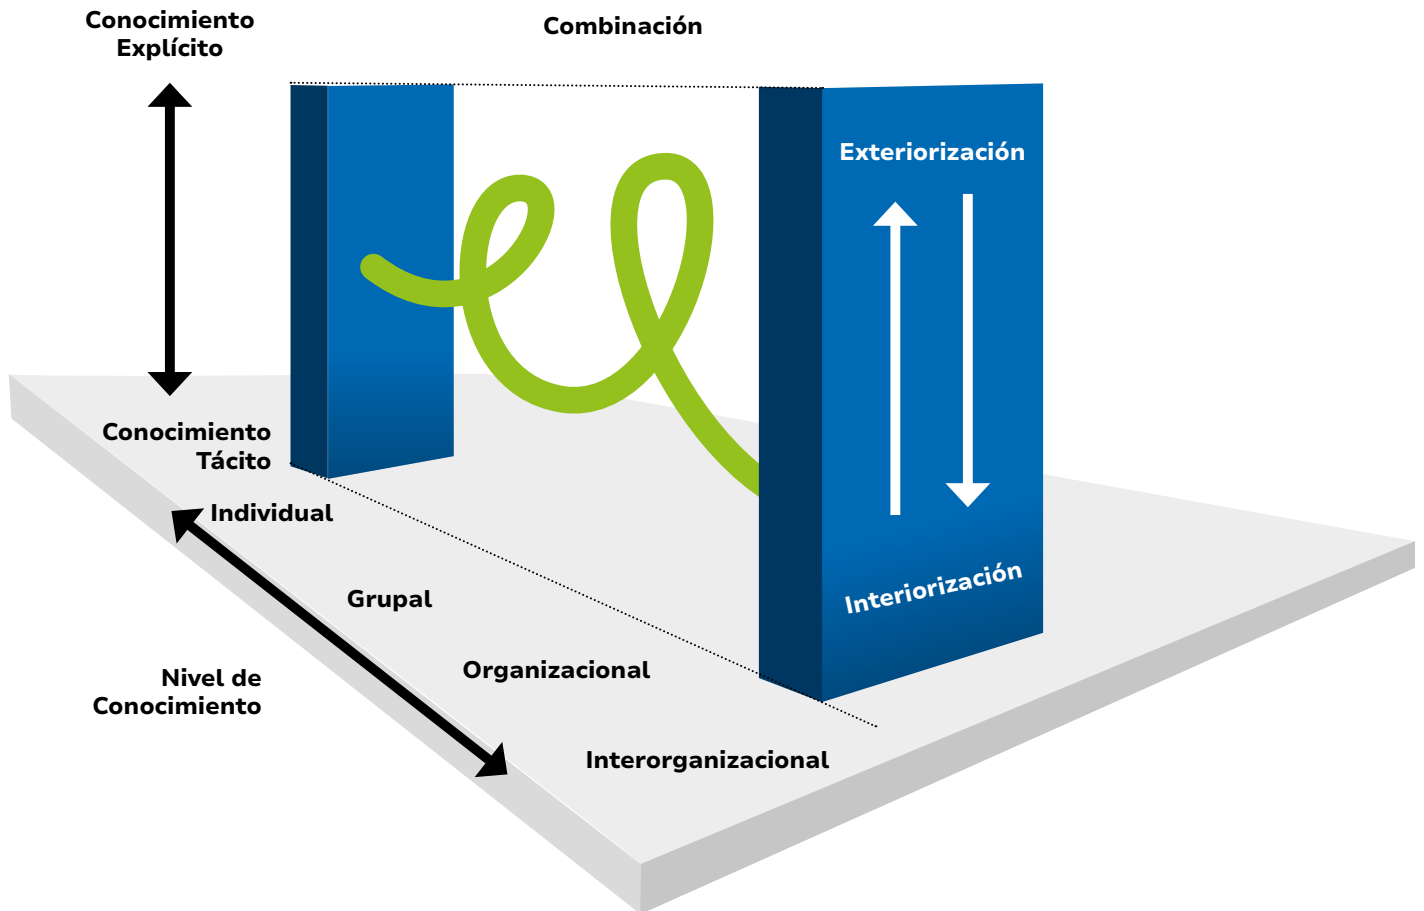 Conocimiento
Explícito
Combinación
Exteriorización
Conocimiento
Tácito
Individual
Interiorización
Grupal
Organizacional
Nivel de
Conocimiento
Interorganizacional